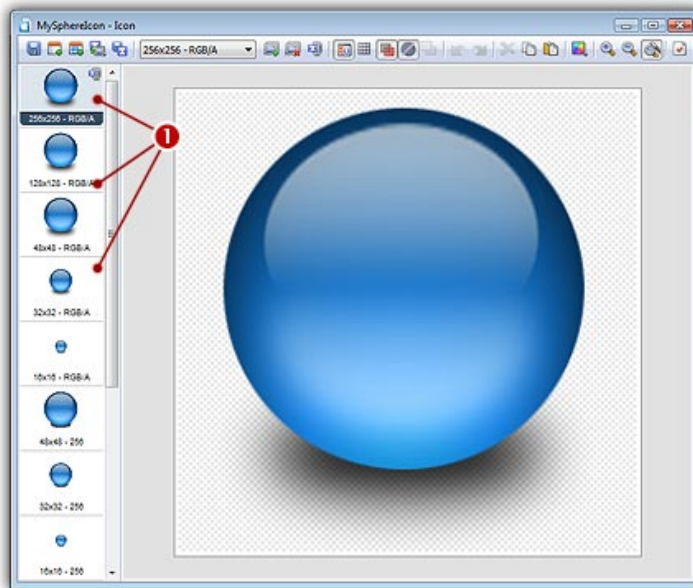 MySphereIcon - Icon
256x256 - RGB/A
256x256 - RGB/A
1
128x128 - RGB/A
48x48 - RGB/A
32x32 - RGB/A
16x16 - RGB/A
48x48 - 256
32x32 - 256
16x16 - 256